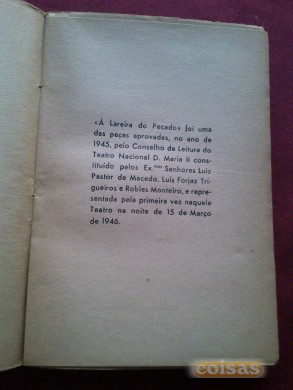 «À Lareira do Pecado» foi uma
das peças aprovadas, no ano de
1945, pelo Conselho de Leitura do
Teatro Nacional D. Maria II cons-
tituído pelos Ex.mos Senhores Luiz
Pastor de Macedo, Luis Forjaz Tri-
gueiros e Robles Monteiro, e repre-
sentada pela primeira vez naquele
Teatro na noite de 15 de Março
de 1946.
coisas